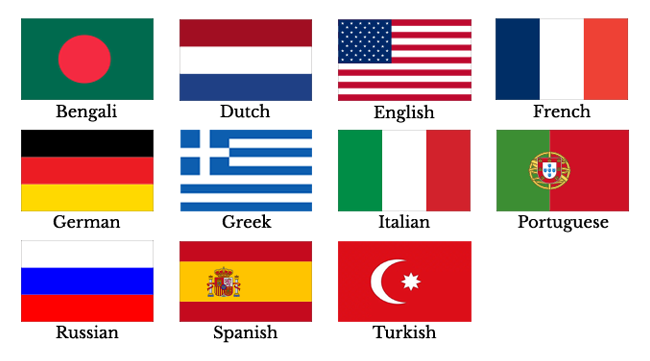 Bengali
Dutch
English
French
German
Greek
Italian
Portuguese
Russian
Spanish
Turkish